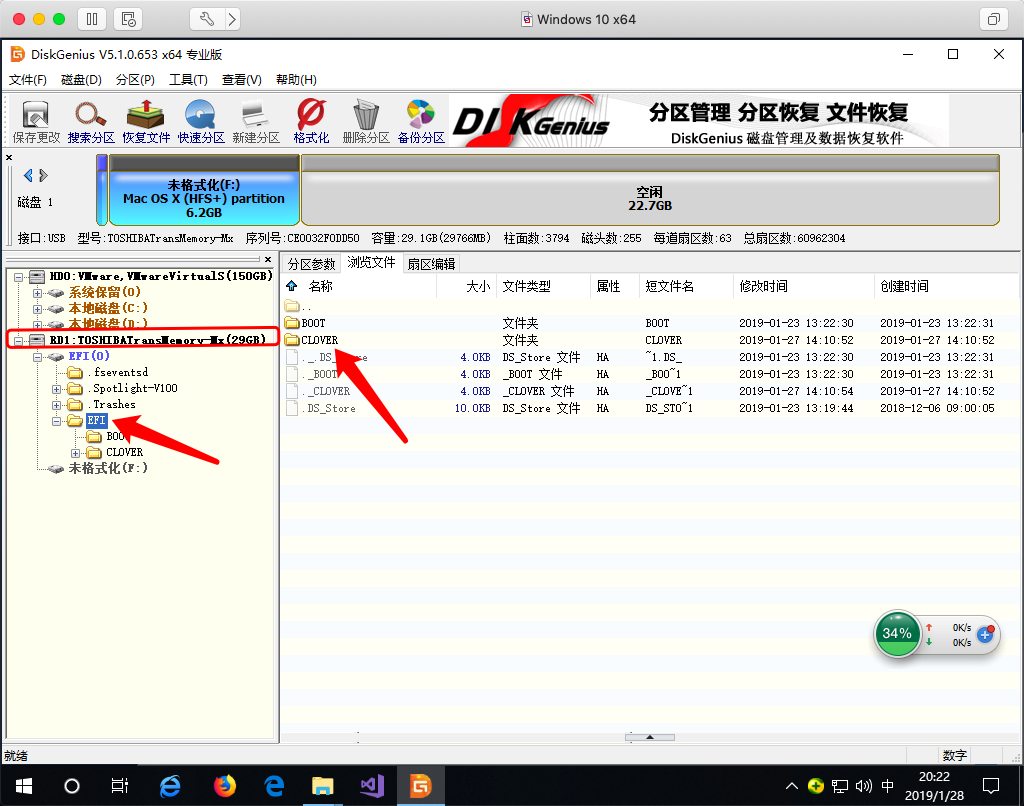 Windows 10 x64
DiskGenius V5.1.0.653 x64 专业版
文件(F) 磁盘(D) 分区(P) 工具(T) 查看(V) 帮助(H)
保存更改 搜索分区 恢复文件 快速分区 新建分区 格式化 删除分区 备份分区
DISKGENIUS
分区管理 分区恢复 文件恢复
DiskGenius 磁盘管理及数据恢复软件
磁盘 1
未格式化(F:)
Mac OS X (HFS+) partition
6.2GB
空闲
22.7GB
接口:USB 型号:TOSHIBATransMemory-Mx 序列号:CE0032F0DD50 容量:29.1GB(29766MB) 柱面数:3794 磁头数:255 每道扇区数:63 总扇区数:60962304
HD0:VMware,VMwareVirtualS(150GB)
系统保留(0)
本地磁盘(C:)
本地磁盘(D:)
RD1:TOSHIBATransMemory-Mx(29GB)
EFI(0)
.fseventsd
.Spotlight-V100
.Trashes
EFI
BOO
CLOVER
未格式化(F:)
分区参数 浏览文件 扇区编辑
名称 大小 文件类型 属性 短文件名 修改时间 创建时间
..
BOOT 文件夹 BOOT 2019-01-23 13:22:30 2019-01-23 13:22:31
CLOVER 文件夹 CLOVER 2019-01-27 14:10:52 2019-01-27 14:10:52
._.DS_ e 4.0KB DS_Store 文件 HA ~1.DS_ 2019-01-23 13:22:30 2019-01-23 13:22:31
._BOOT 4.0KB _BOOT 文件 HA _BOO~1 2019-01-23 13:22:30 2019-01-23 13:22:31
._CLOVER 4.0KB _CLOVER 文件 HA _CLOVE~1 2019-01-27 14:10:54 2019-01-27 14:10:52
.DS_Store 10.0KB DS_Store 文件 HA DS_STO~1 2019-01-23 13:19:44 2018-12-06 09:00:05
34%
0K/s
0K/s
就绪
数字
中
20:22
2019/1/28